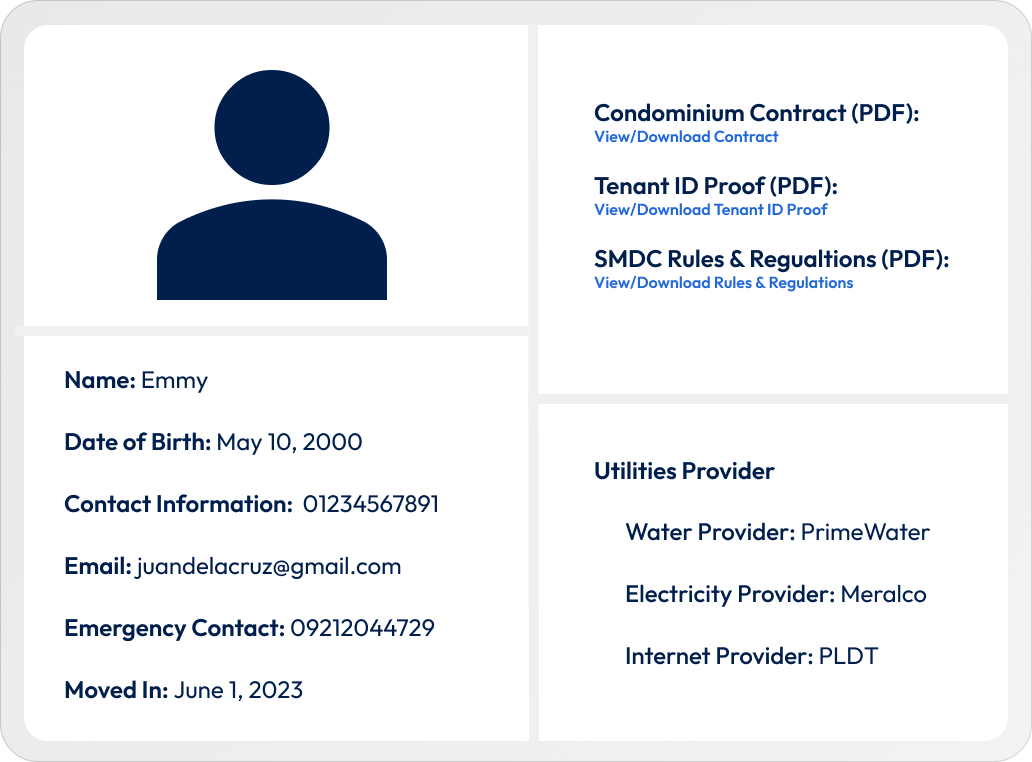 Condominium Contract (PDF):
View/Download Contract
Tenant ID Proof (PDF):
View/Download Tenant ID Proof
SMDC Rules & Regualtions (PDF):
View/Download Rules & Regulations
Name: Emmy
Date of Birth: May 10, 2000
Contact Information: 01234567891
Email: juandelacruz@gmail.com
Emergency Contact: 09212044729
Moved In: June 1, 2023
Utilities Provider
Water Provider: PrimeWater
Electricity Provider: Meralco
Internet Provider: PLDT